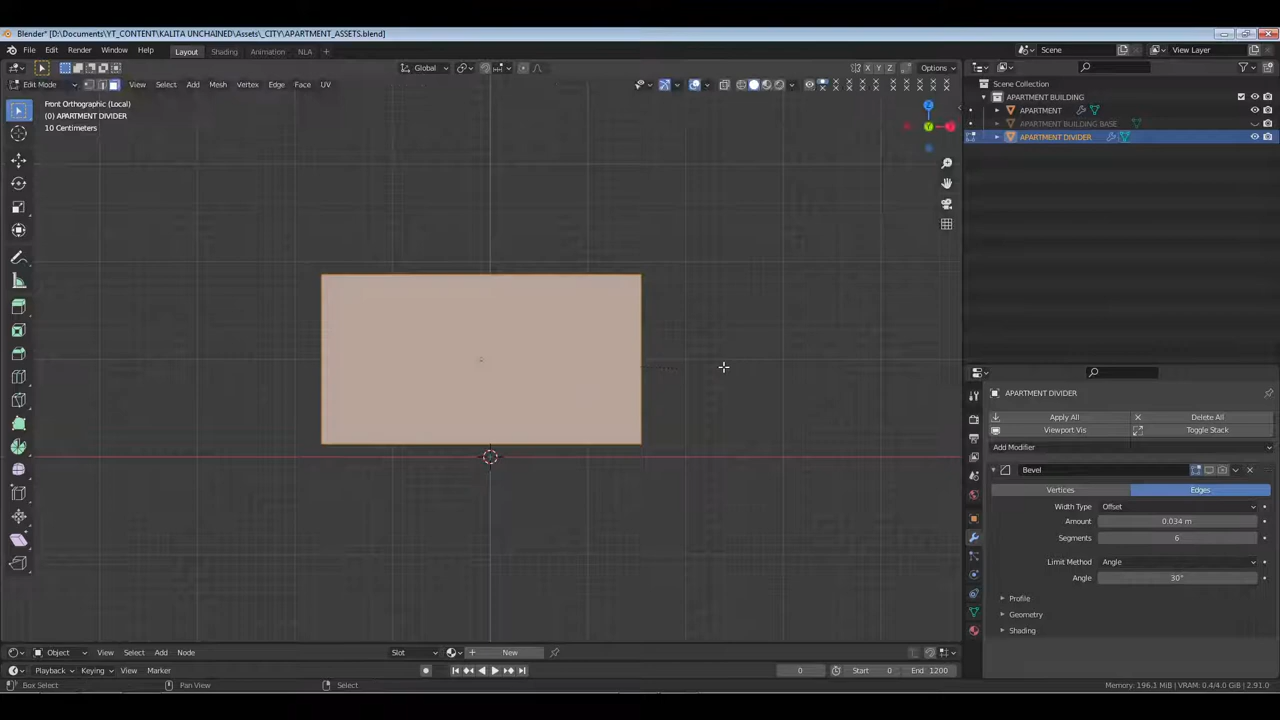 Blender* [D:\Documents\YT_CONTENT\KALITA UNCHAINED\Assets\_CITY\APARTMENT_ASSETS.blend]
File Edit Render Window Help Layout Shading Animation NLA + Scene View Layer
Global X Y Z Options
Edit Mode View Select Add Mesh Vertex Edge Face UV
Scene Collection
APARTMENT BUILDING
APARTMENT
APARTMENT BUILDING BASE
APARTMENT DIVIDER
Front Orthographic (Local)
(0) APARTMENT DIVIDER
10 Centimeters
Z
Y
APARTMENT DIVIDER
Apply All Delete All
Viewport Vis Toggle Stack
Add Modifier
Bevel
Vertices Edges
Width Type Offset
Amount 0.034 m
Segments 6
Limit Method Angle
Angle 30°
Profile
Geometry
Shading
Object View Select Add Node Slot New
Playback Keying View Marker 0 Start 0 End 1200
Box Select Pan View Select Memory: 196.1 MiB | VRAM: 0.4/4.0 GiB | 2.91.0